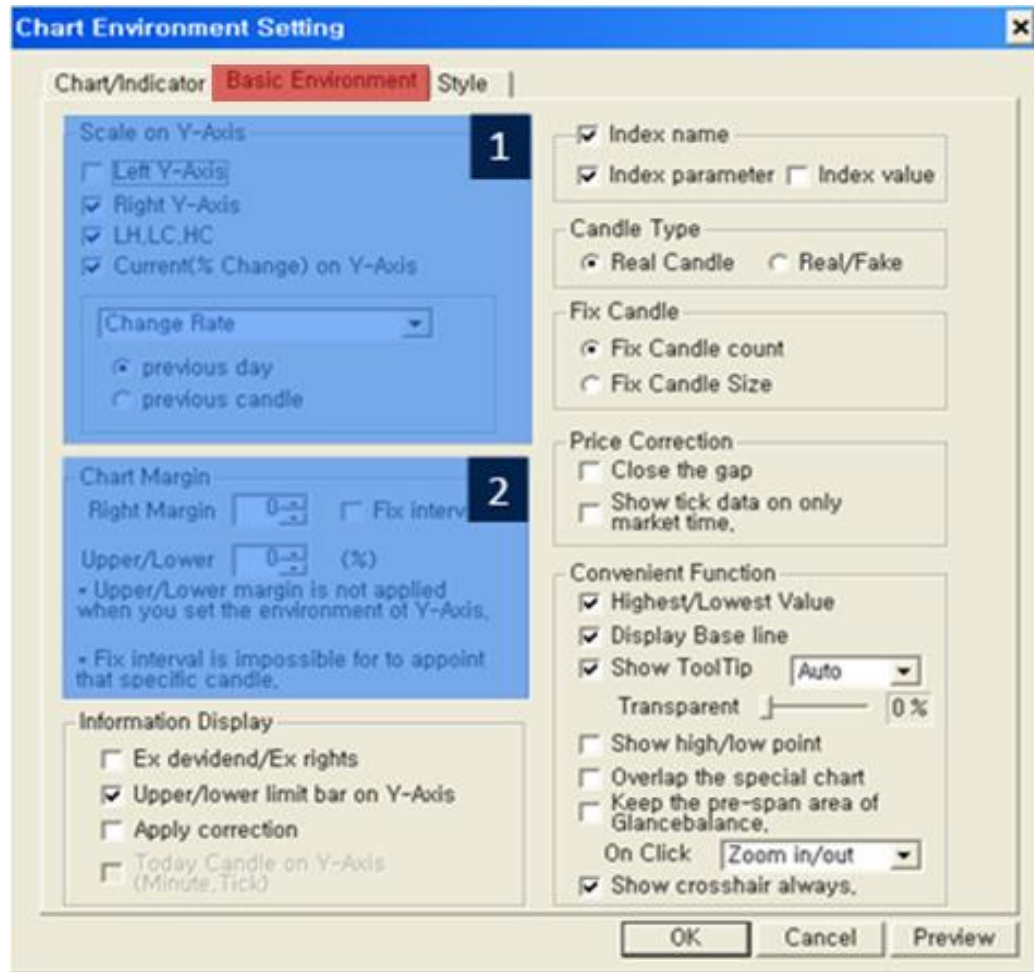 Chart Environment Setting
Chart/Indicator Basic Environment Style
Scale on Y-Axis
1
Left Y-Axis
Right Y-Axis
LH,LC,HC
Current(% Change) on Y-Axis
Change Rate
previous day
previous candle
Chart Margin
2
Right Margin 0 Fix interv
Upper/Lower 0 (%)
* Upper/Lower margin is not applied
when you set the environment of Y-Axis.
* Fix interval is impossible for to appoint
that specific candle.
Information Display
Ex devidend/Ex rights
Upper/lower limit bar on Y-Axis
Apply correction
Today Candle on Y-Axis
(Minute,Tick)
Index name
Index parameter Index value
Candle Type
Real Candle Real/Fake
Fix Candle
Fix Candle count
Fix Candle Size
Price Correction
Close the gap
Show tick data on only
market time.
Convenient Function
Highest/Lowest Value
Display Base line
Show ToolTip Auto
Transparent 0 %
Show high/low point
Overlap the special chart
Keep the pre-span area of
Glancebalance.
On Click Zoom in/out
Show crosshair always.
OK Cancel Preview